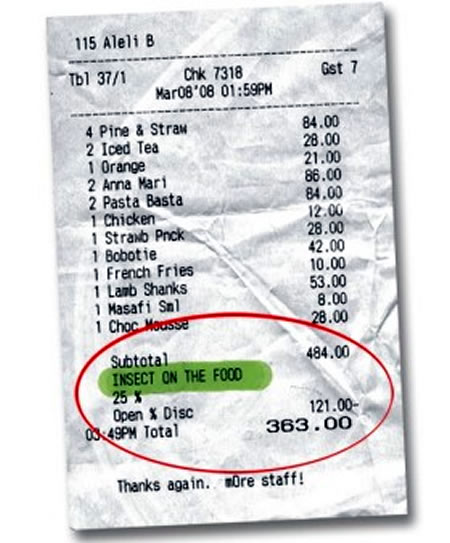 115 Aleli B
Tbl 37/1 Chk 7318 Gst 7
Mar08'08 01:59PM
4 Pine & Straw 84.00
2 Iced Tea 28.00
1 Orange 21.00
2 Anna Mari 86.00
2 Pasta Basta 84.00
1 Chicken 12.00
1 Strawb Pnck 28.00
1 Bobotie 42.00
1 French Fries 10.00
1 Lamb Shanks 53.00
1 Masafi Sml 8.00
1 Choc Mousse 28.00
Subtotal 484.00
INSECT ON THE FOOD
25 %
Open % Disc 121.00-
03:49PM Total 363.00
Thanks again. mOre staff!